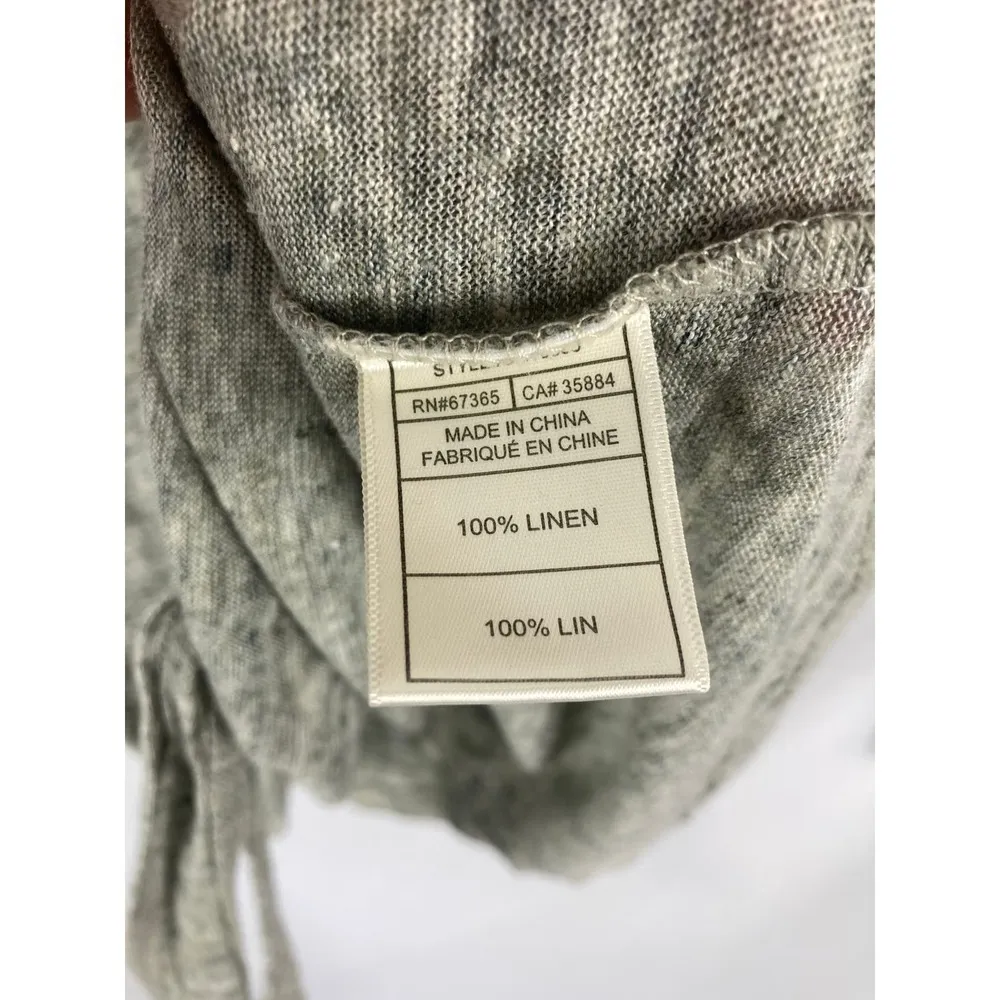 RN#67365 CA# 35884
MADE IN CHINA
FABRIQUÉ EN CHINE
100% LINEN
100% LIN